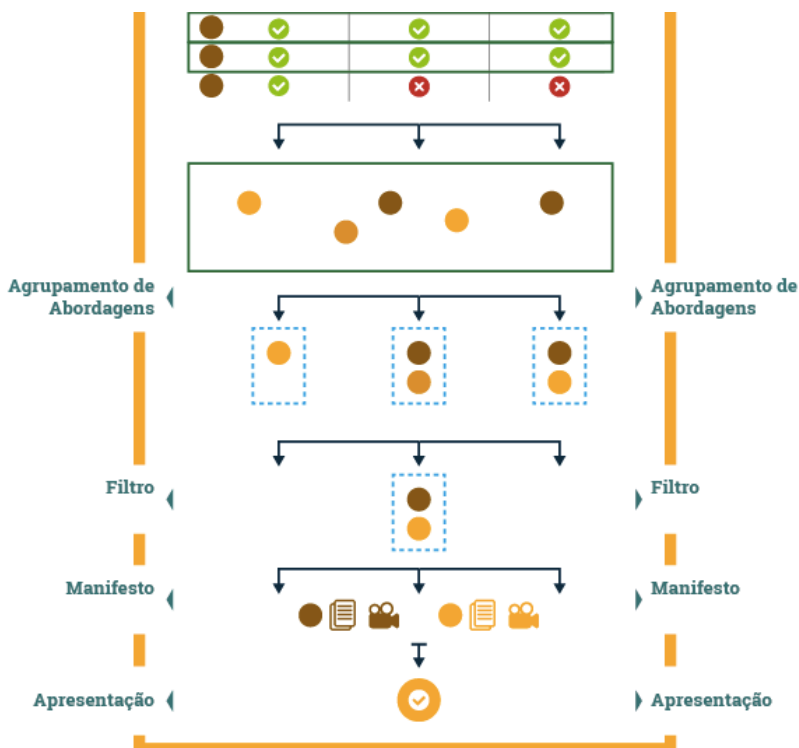 Agrupamento de
Abordagens
Agrupamento de
Abordagens
Filtro
Filtro
Manifesto
Manifesto
Apresentação
Apresentação